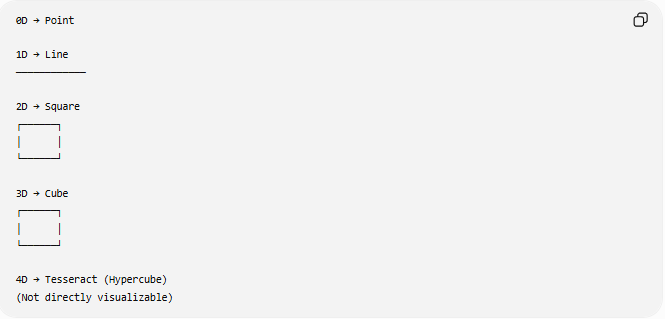 0D → Point
1D → Line
────────────
2D → Square
┌──────┐
│      │
└──────┘
3D → Cube
┌──────┐
│      │
└──────┘
4D → Tesseract (Hypercube)
(Not directly visualizable)